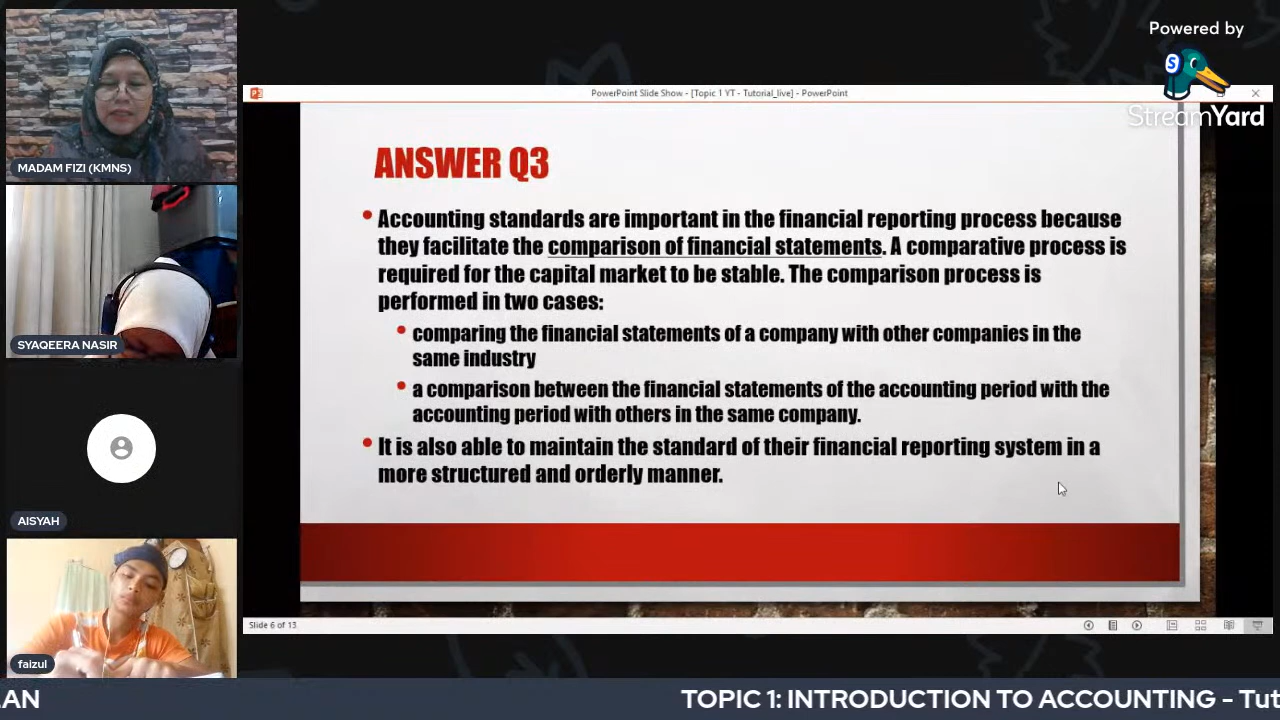 Powered by
StreamYard
PowerPoint Slide Show - [Topic 1 YT - Tutorial_live] - PowerPoint
MADAM FIZI (KMNS)
SYAQEERA NASIR
AISYAH
faizul
ANSWER Q3
Accounting standards are important in the financial reporting process because
they facilitate the comparison of financial statements. A comparative process is
required for the capital market to be stable. The comparison process is
performed in two cases:
comparing the financial statements of a company with other companies in the
same industry
a comparison between the financial statements of the accounting period with the
accounting period with others in the same company.
It is also able to maintain the standard of their financial reporting system in a
more structured and orderly manner.
Slide 6 of 13
AN TOPIC 1: INTRODUCTION TO ACCOUNTING - Tut